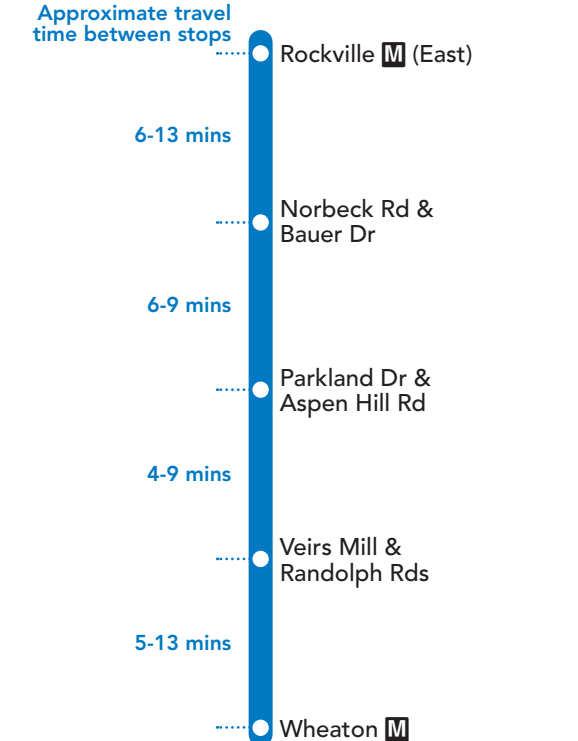 Approximate travel
time between stops
Rockville M (East)
6-13 mins
Norbeck Rd &
Bauer Dr
6-9 mins
Parkland Dr &
Aspen Hill Rd
4-9 mins
Veirs Mill &
Randolph Rds
5-13 mins
Wheaton M